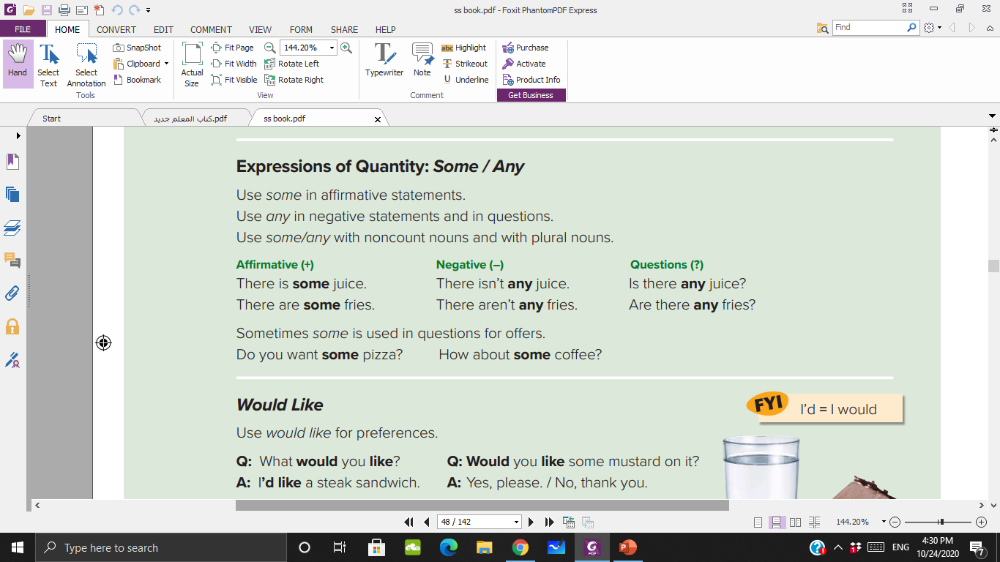 ss book.pdf - Foxit PhantomPDF Express
FILE HOME CONVERT EDIT COMMENT VIEW FORM SHARE HELP Find
Hand
Select Text
Select Annotation
SnapShot
Clipboard
Bookmark
Tools
Actual Size
Fit Page
Fit Width
Fit Visible
144.20%
Rotate Left
Rotate Right
View
Typewriter
Note
abc Highlight
T Strikeout
U Underline
Comment
Purchase
Activate
Product Info
Get Business
Start كتاب المعلم جديد.pdf ss book.pdf
Expressions of Quantity: Some / Any
Use some in affirmative statements.
Use any in negative statements and in questions.
Use some/any with noncount nouns and with plural nouns.
Affirmative (+) Negative (–) Questions (?)
There is some juice. There isn't any juice. Is there any juice?
There are some fries. There aren't any fries. Are there any fries?
Sometimes some is used in questions for offers.
Do you want some pizza? How about some coffee?
Would Like
FYI I'd = I would
Use would like for preferences.
Q: What would you like? Q: Would you like some mustard on it?
A: I'd like a steak sandwich. A: Yes, please. / No, thank you.
48 / 142 144.20%
Type here to search
PDF
ENG
4:30 PM
10/24/2020
7